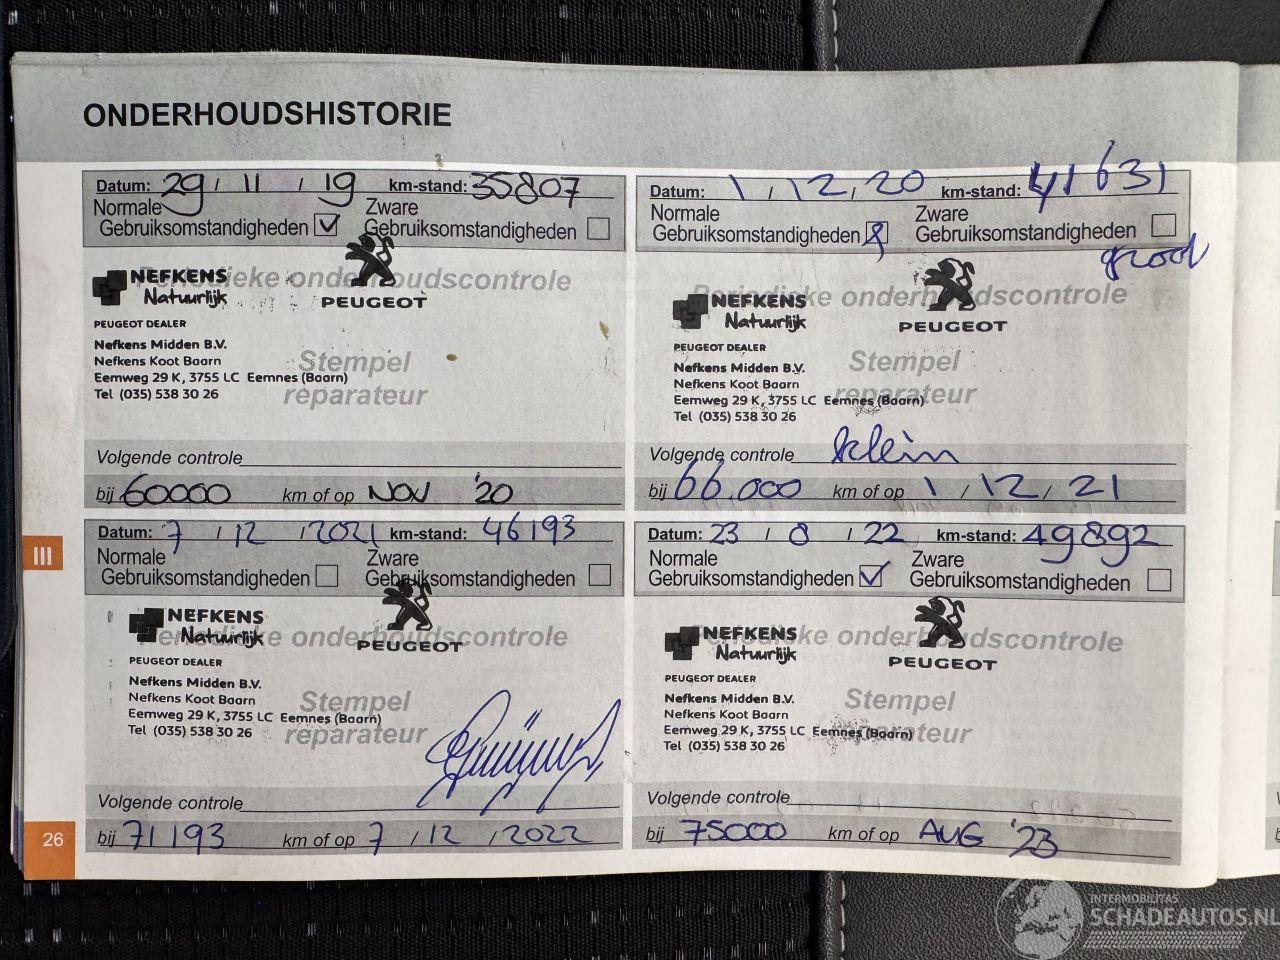 ONDERHOUDSHISTORIE
Datum: 29 / 11 / 19 km-stand: 35807
Normale
Gebruiksomstandigheden
Zware
Gebruiksomstandigheden
Periodieke onderhoudscontrole
NEFKENS
Natuurlijk
PEUGEOT
PEUGEOT DEALER
Nefkens Midden B.V.
Nefkens Koot Baarn
Eemweg 29 K, 3755 LC Eemnes (Baarn)
Tel (035) 538 30 26
Stempel
reparateur
Volgende controle
bij 60000 km of op NOV '20
Datum: 1 / 12 / 20 km-stand: 41631
Normale
Gebruiksomstandigheden
Zware
Gebruiksomstandigheden
groot
Periodieke onderhoudscontrole
NEFKENS
Natuurlijk
PEUGEOT
PEUGEOT DEALER
Nefkens Midden B.V.
Nefkens Koot Baarn
Eemweg 29 K, 3755 LC Eemnes (Baarn)
Tel (035) 538 30 26
Stempel
reparateur
Volgende controle klein
bij 66.000 km of op 1 / 12 / 21
III
Datum: 7 / 12 / 2021 km-stand: 46193
Normale
Gebruiksomstandigheden
Zware
Gebruiksomstandigheden
Periodieke onderhoudscontrole
NEFKENS
Natuurlijk
PEUGEOT
PEUGEOT DEALER
Nefkens Midden B.V.
Nefkens Koot Baarn
Eemweg 29 K, 3755 LC Eemnes (Baarn)
Tel (035) 538 30 26
Stempel
reparateur
Volgende controle
bij 71193 km of op 7 / 12 / 2022
Datum: 23 / 8 / 22 km-stand: 49892
Normale
Gebruiksomstandigheden
Zware
Gebruiksomstandigheden
Periodieke onderhoudscontrole
NEFKENS
Natuurlijk
PEUGEOT
PEUGEOT DEALER
Nefkens Midden B.V.
Nefkens Koot Baarn
Eemweg 29 K, 3755 LC Eemnes (Baarn)
Tel (035) 538 30 26
Stempel
reparateur
Volgende controle
bij 75000 km of op AUG '23
26
INTERMOBILITAS
SCHADEAUTOS.NL